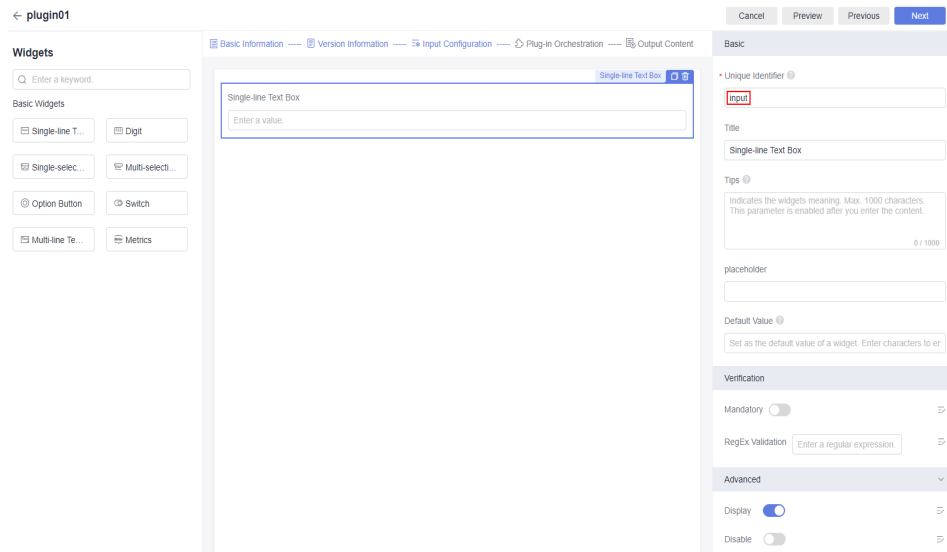 ← plugin01
Cancel
Preview
Previous
Next
Widgets
Enter a keyword.
Basic Widgets
Single-line T...
Digit
Single-selec...
Multi-selecti...
Option Button
Switch
Multi-line Te...
Metrics
Basic Information
Version Information
Input Configuration
Plug-in Orchestration
Output Content
Single-line Text Box
Single-line Text Box
Enter a value.
Basic
* Unique Identifier
input
Title
Single-line Text Box
Tips
Indicates the widgets meaning. Max. 1000 characters.
This parameter is enabled after you enter the content.
0 / 1000
placeholder
Default Value
Set as the default value of a widget. Enter characters to er
Verification
Mandatory
RegEx Validation
Enter a regular expression.
Advanced
Display
Disable